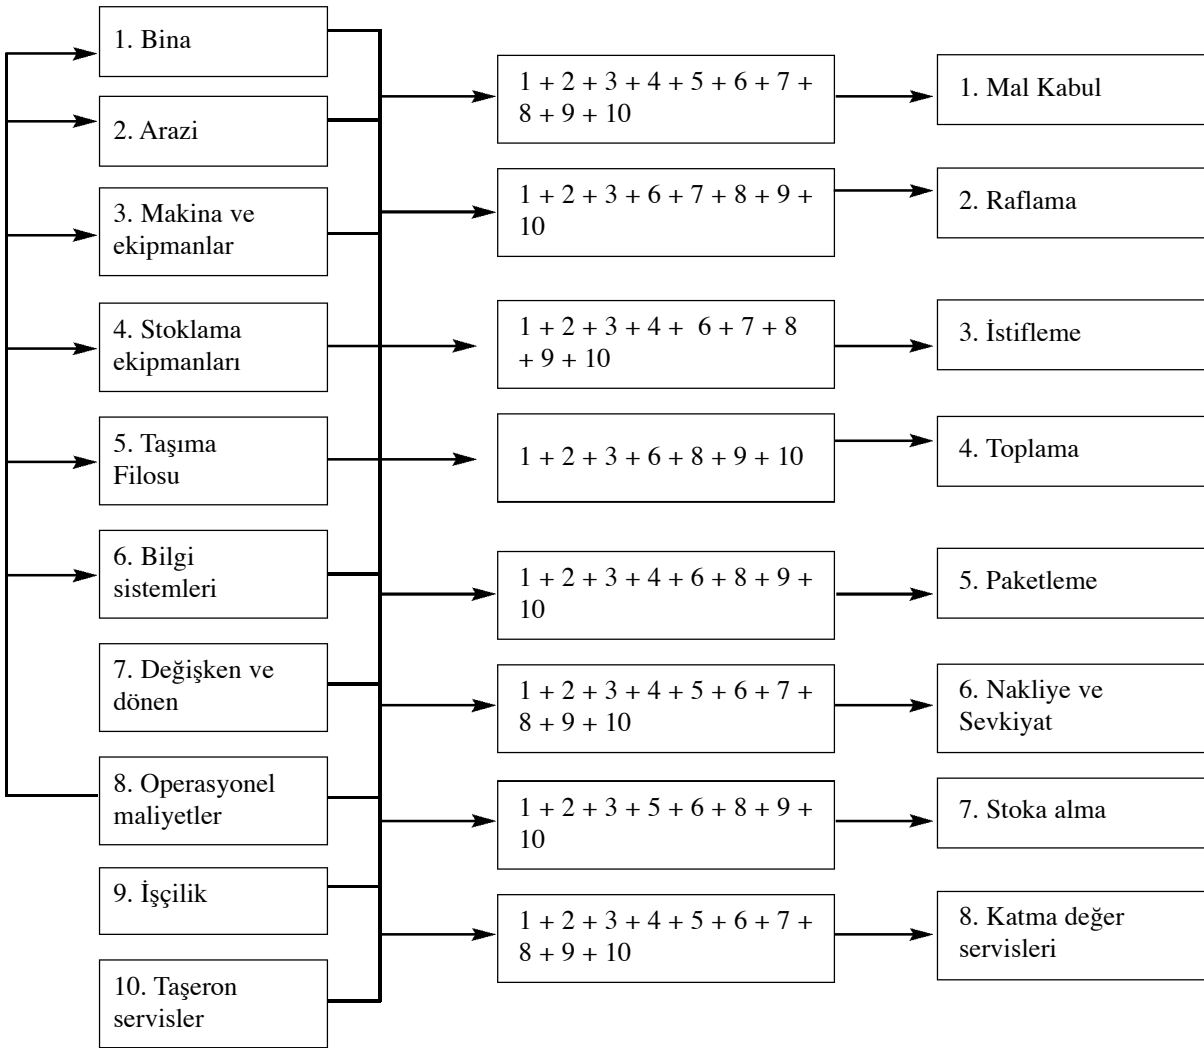 1. Bina
2. Arazi
3. Makina ve
ekipmanlar
4. Stoklama
ekipmanları
5. Taşıma
Filosu
6. Bilgi
sistemleri
7. Değişken ve
dönen
8. Operasyonel
maliyetler
9. İşçilik
10. Taşeron
servisler
1 + 2 + 3 + 4 + 5 + 6 + 7 +
8 + 9 + 10
1 + 2 + 3 + 6 + 7 + 8 + 9 +
10
1 + 2 + 3 + 4 + 6 + 7 + 8
+ 9 + 10
1 + 2 + 3 + 6 + 8 + 9 + 10
1 + 2 + 3 + 4 + 6 + 8 + 9 +
10
1 + 2 + 3 + 4 + 5 + 6 + 7 +
8 + 9 + 10
1 + 2 + 3 + 5 + 6 + 8 + 9 +
10
1 + 2 + 3 + 4 + 5 + 6 + 7 +
8 + 9 + 10
1. Mal Kabul
2. Raflama
3. İstifleme
4. Toplama
5. Paketleme
6. Nakliye ve
Sevkiyat
7. Stoka alma
8. Katma değer
servisleri